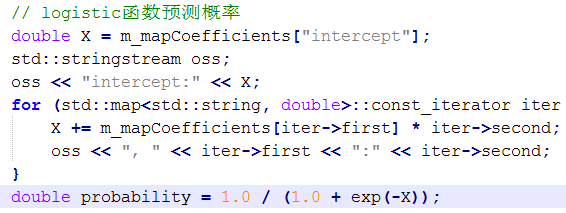 // logistic函数预测概率
double X = m_mapCoefficients["intercept"];
std::stringstream oss;
oss << "intercept:" << X;
for (std::map<std::string, double>::const_iterator iter
X += m_mapCoefficients[iter->first] * iter->second;
oss << ", " << iter->first << ":" << iter->second;
}
double probability = 1.0 / (1.0 + exp(-X));